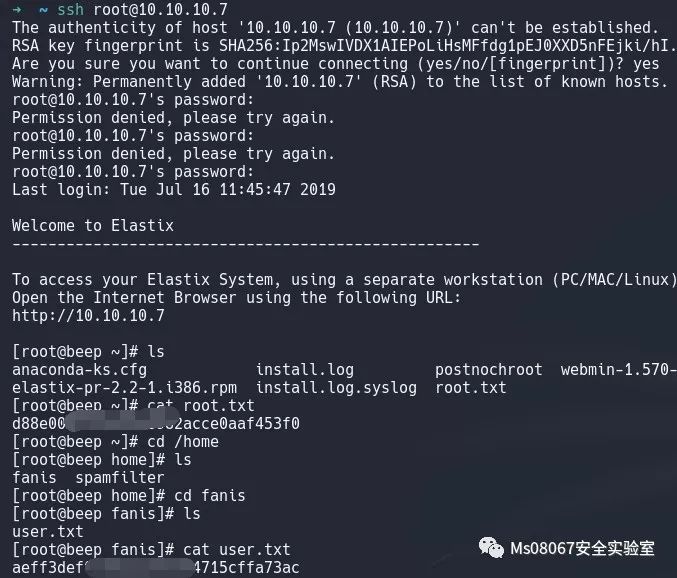 → ~ ssh root@10.10.10.7
The authenticity of host '10.10.10.7 (10.10.10.7)' can't be established.
RSA key fingerprint is SHA256:Ip2MswIVDX1AIEPoLiHsMFfdg1pEJ0XXD5nFEjki/hI.
Are you sure you want to continue connecting (yes/no/[fingerprint])? yes
Warning: Permanently added '10.10.10.7' (RSA) to the list of known hosts.
root@10.10.10.7's password:
Permission denied, please try again.
root@10.10.10.7's password:
Permission denied, please try again.
root@10.10.10.7's password:
Last login: Tue Jul 16 11:45:47 2019
Welcome to Elastix
----------------------------------------------------
To access your Elastix System, using a separate workstation (PC/MAC/Linux)
Open the Internet Browser using the following URL:
http://10.10.10.7
[root@beep ~]# ls
anaconda-ks.cfg install.log postnochroot webmin-1.570-
elastix-pr-2.2-1.i386.rpm install.log.syslog root.txt
[root@beep ~]# cat root.txt
d88e00 2acce0aaf453f0
[root@beep ~]# cd /home
[root@beep home]# ls
fanis spamfilter
[root@beep home]# cd fanis
[root@beep fanis]# ls
user.txt
[root@beep fanis]# cat user.txt
aeff3def 4715cffa73ac
Ms08067安全实验室